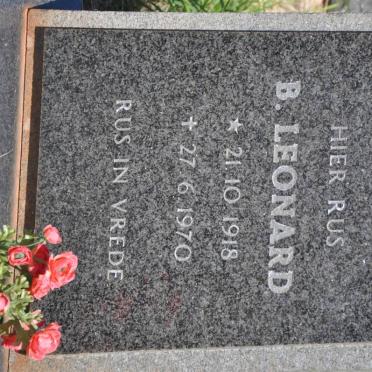 HIER RUS
B. LEONARD
★ 21.10.1918
✝ 27.6.1970
RUS IN VREDE